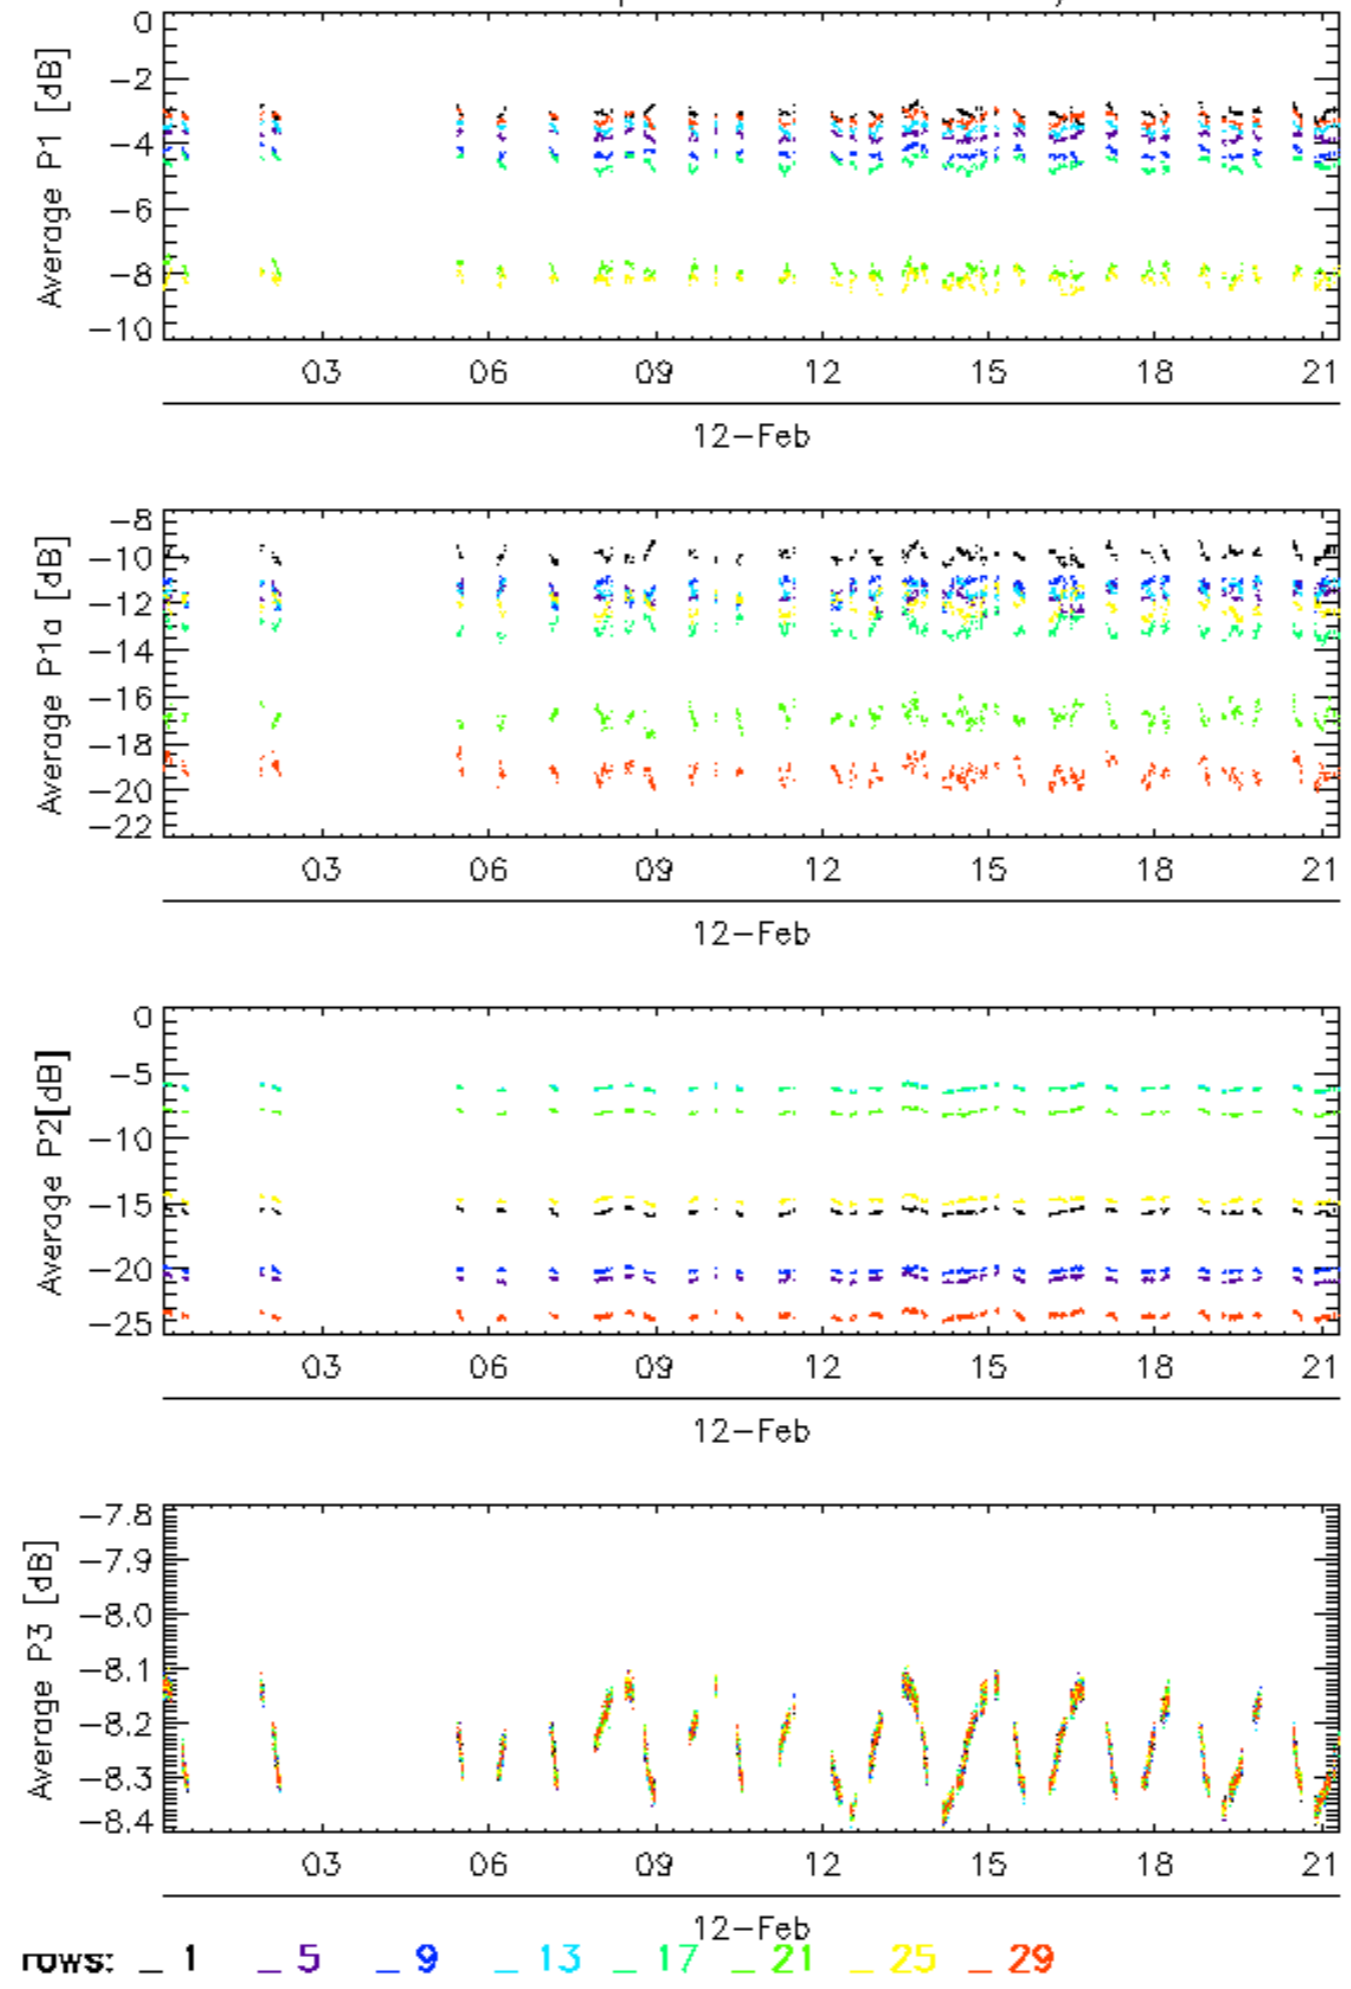 0
-2
-4
-6
-8
-10
Average P1 [dB]
03 06 09 12 15 18 21
12-Feb
-8
-10
-12
-14
-16
-18
-20
-22
Average P1a [dB]
03 06 09 12 15 18 21
12-Feb
0
-5
-10
-15
-20
-25
Average P2[dB]
03 06 09 12 15 18 21
12-Feb
-7.8
-7.9
-8.0
-8.1
-8.2
-8.3
-8.4
Average P3 [dB]
03 06 09 12 15 18 21
12-Feb
rows: _ 1 _ 5 _ 9 _ 13 _ 17 _ 21 _ 25 _ 29